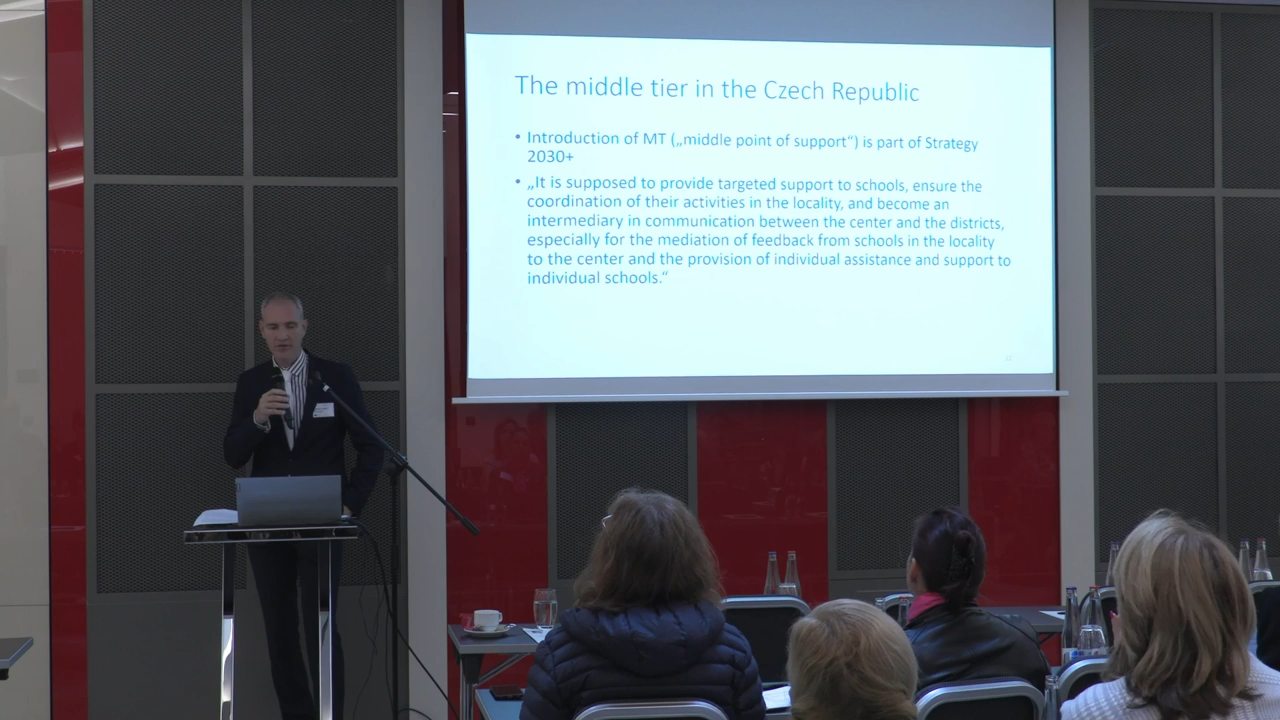 The middle tier in the Czech Republic
• Introduction of MT („middle point of support“) is part of Strategy
2030+
• „It is supposed to provide targeted support to schools, ensure the
coordination of their activities in the locality, and become an
intermediary in communication between the center and the districts,
especially for the mediation of feedback from schools in the locality
to the center and the provision of individual assistance and support to
individual schools.“